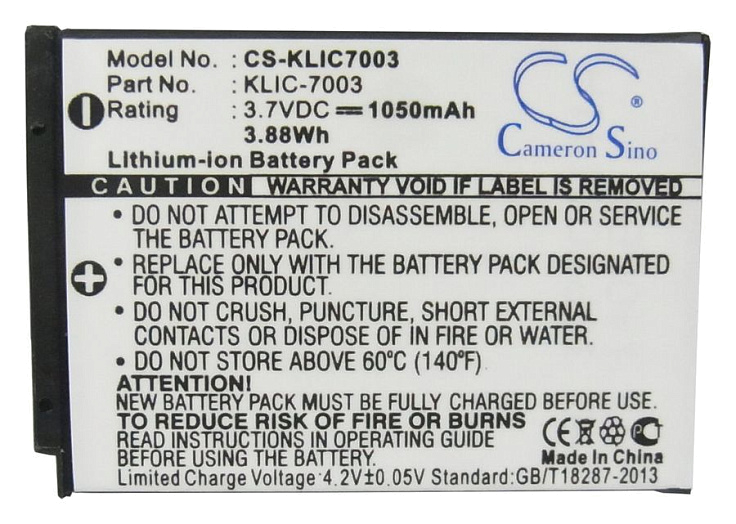 Model No. : CS-KLIC7003
Part No. : KLIC-7003
Rating : 3.7VDC ⎓ 1050mAh
3.88Wh
Lithium-ion Battery Pack
CS ®
Cameron Sino
CAUTION WARRANTY VOID IF LABEL IS REMOVED
• DO NOT ATTEMPT TO DISASSEMBLE, OPEN OR SERVICE
THE BATTERY PACK.
• REPLACE ONLY WITH THE BATTERY PACK DESIGNATED
FOR THIS PRODUCT.
• DO NOT CRUSH, PUNCTURE, SHORT EXTERNAL
CONTACTS OR DISPOSE OF IN FIRE OR WATER.
• DO NOT STORE ABOVE 60°C (140°F)
ATTENTION!
NEW BATTERY PACK MUST BE FULLY CHARGED BEFORE USE.
TO REDUCE RISK OF FIRE OR BURNS
READ INSTRUCTIONS IN OPERATING GUIDE
BEFORE USING THE BATTERY PACK.
CE
Made In China
Limited Charge Voltage:4.2V±0.05V Standard:GB/T18287-2013